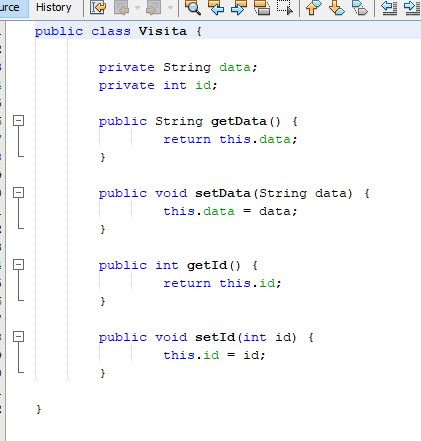 History
public class Visita {
private String data;
private int id;
public String getData() {
return this.data;
}
public void setData(String data) {
this.data = data;
}
public int getId() {
return this.id;
}
public void setId(int id) {
this.id = id;
}
}